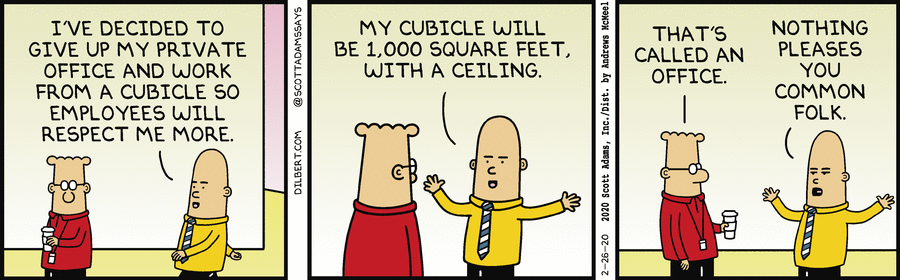 I'VE DECIDED TO
GIVE UP MY PRIVATE
OFFICE AND WORK
FROM A CUBICLE SO
EMPLOYEES WILL
RESPECT ME MORE.
DILBERT.COM @SCOTTADAMSSAYS
MY CUBICLE WILL
BE 1,000 SQUARE FEET,
WITH A CEILING.
2-26-20 2020 Scott Adams, Inc./Dist. by Andrews McMeel
THAT'S
CALLED AN
OFFICE.
NOTHING
PLEASES
YOU
COMMON
FOLK.